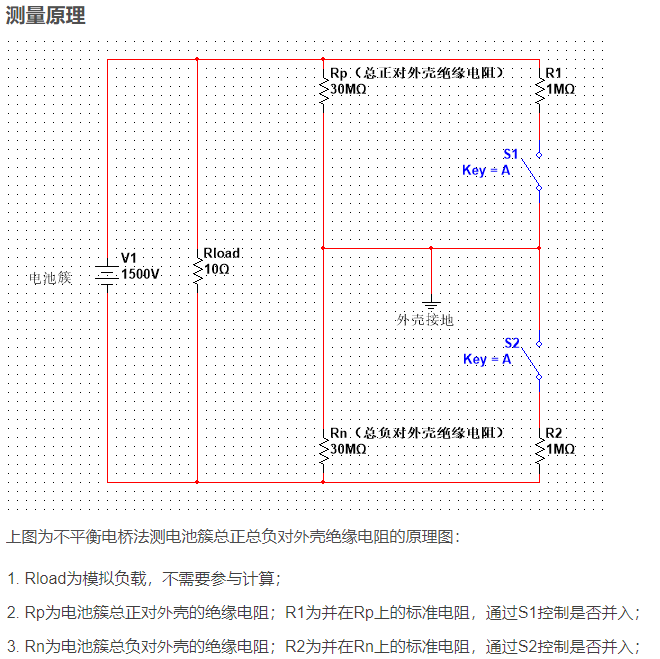 测量原理
Rp（总正对外壳绝缘电阻）
30MΩ
R1
1MΩ
S1
Key = A
V1
1500V
电池簇
Rload
10Ω
外壳接地
S2
Key = A
Rn（总负对外壳绝缘电阻）
30MΩ
R2
1MΩ
上图为不平衡电桥法测电池簇总正总负对外壳绝缘电阻的原理图：
1. Rload为模拟负载，不需要参与计算；
2. Rp为电池簇总正对外壳的绝缘电阻；R1为并在Rp上的标准电阻，通过S1控制是否并入；
3. Rn为电池簇总负对外壳的绝缘电阻；R2为并在Rn上的标准电阻，通过S2控制是否并入；